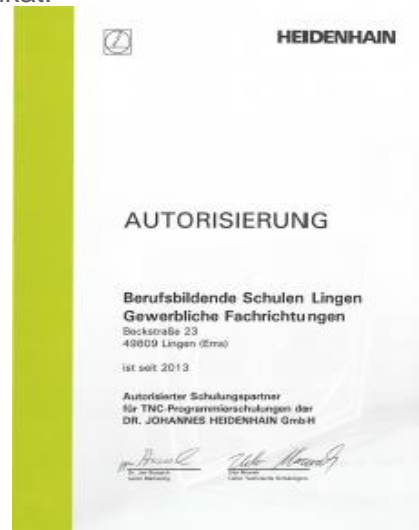 HEIDENHAIN
AUTORISIERUNG
Berufsbildende Schulen Lingen
Gewerbliche Fachrichtungen
Beckstraße 23
49809 Lingen (Ems)
ist seit 2013
Autorisierter Schulungspartner
für TNC-Programmierschulungen der
DR. JOHANNES HEIDENHAIN GmbH